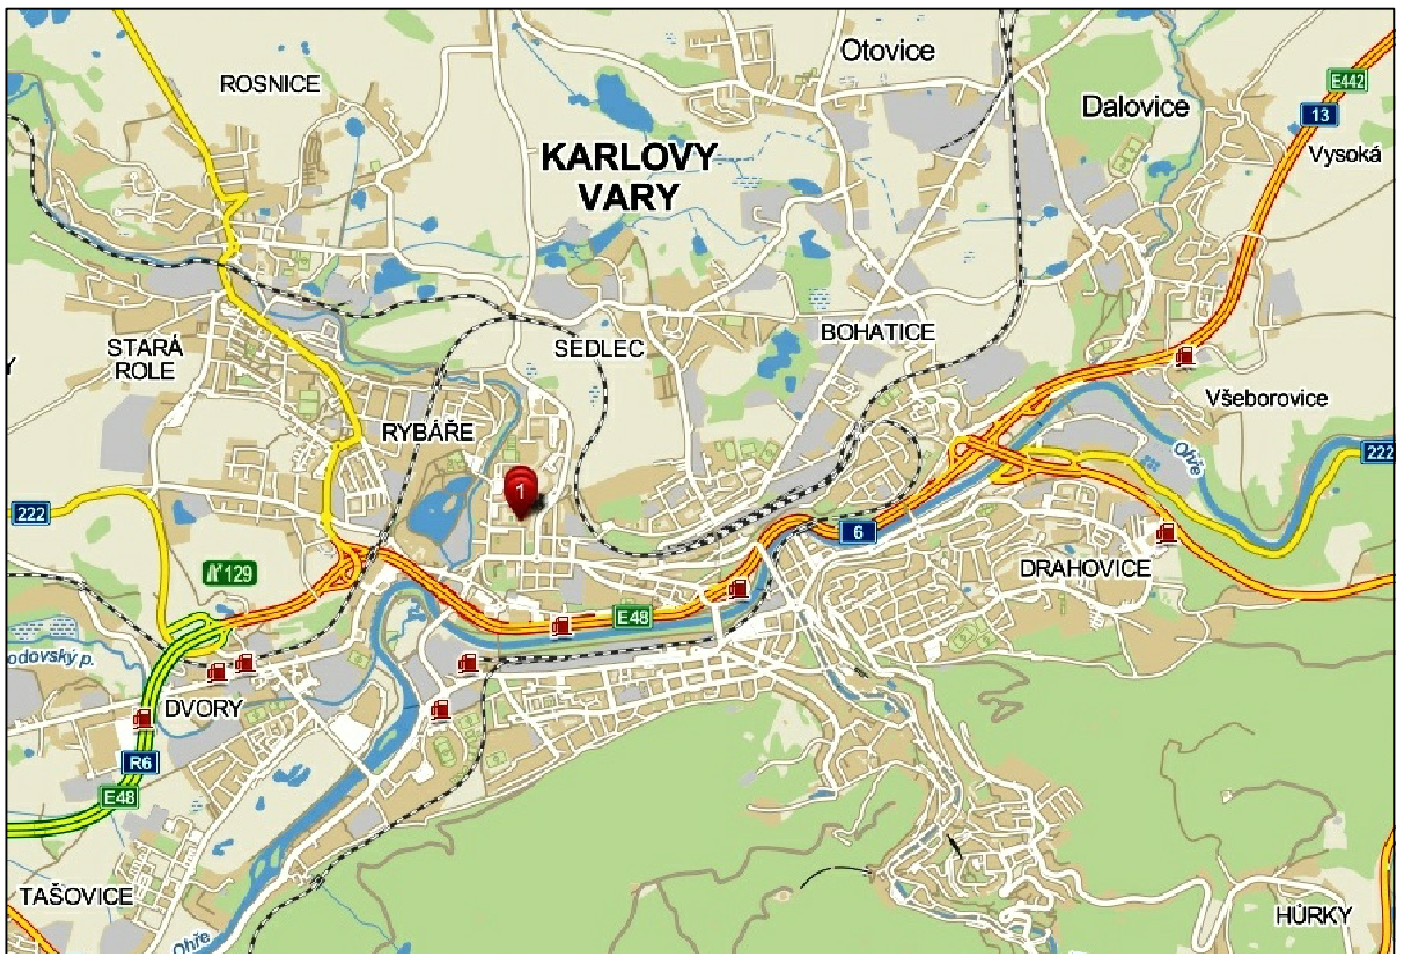 Otovice
ROSNICE
E442
Dalovice
13
KARLOVY
VARY
Vysoká
BOHATICE
STARÁ
ROLE
SEDLEC
Všeborovice
RYBÁŘE
Ohře
222
1
222
6
129
DRAHOVICE
E48
odovský p.
DVORY
R6
E48
TAŠOVICE
HŮRKY
Ohře